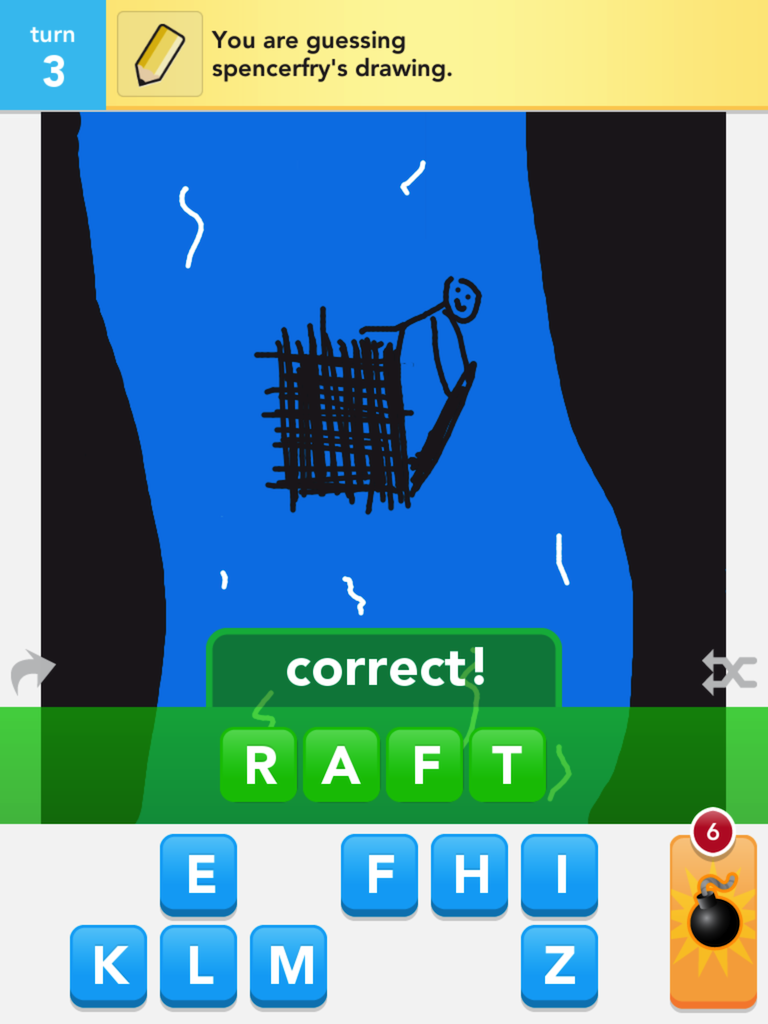 turn
3
You are guessing
spencerfry's drawing.
correct!
R A F T
6
E F H I
K L M Z